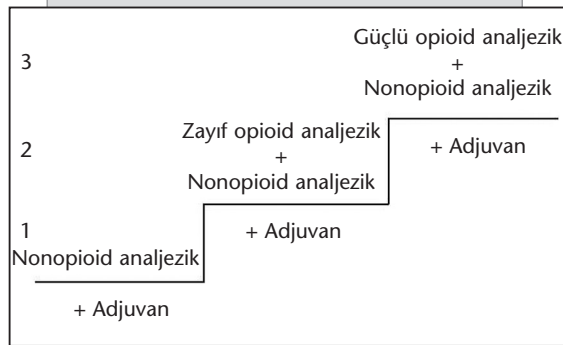 3
Güçlü opioid analjezik
+
Nonopioid analjezik
+ Adjuvan
2
Zayıf opioid analjezik
+
Nonopioid analjezik
+ Adjuvan
1
Nonopioid analjezik
+ Adjuvan